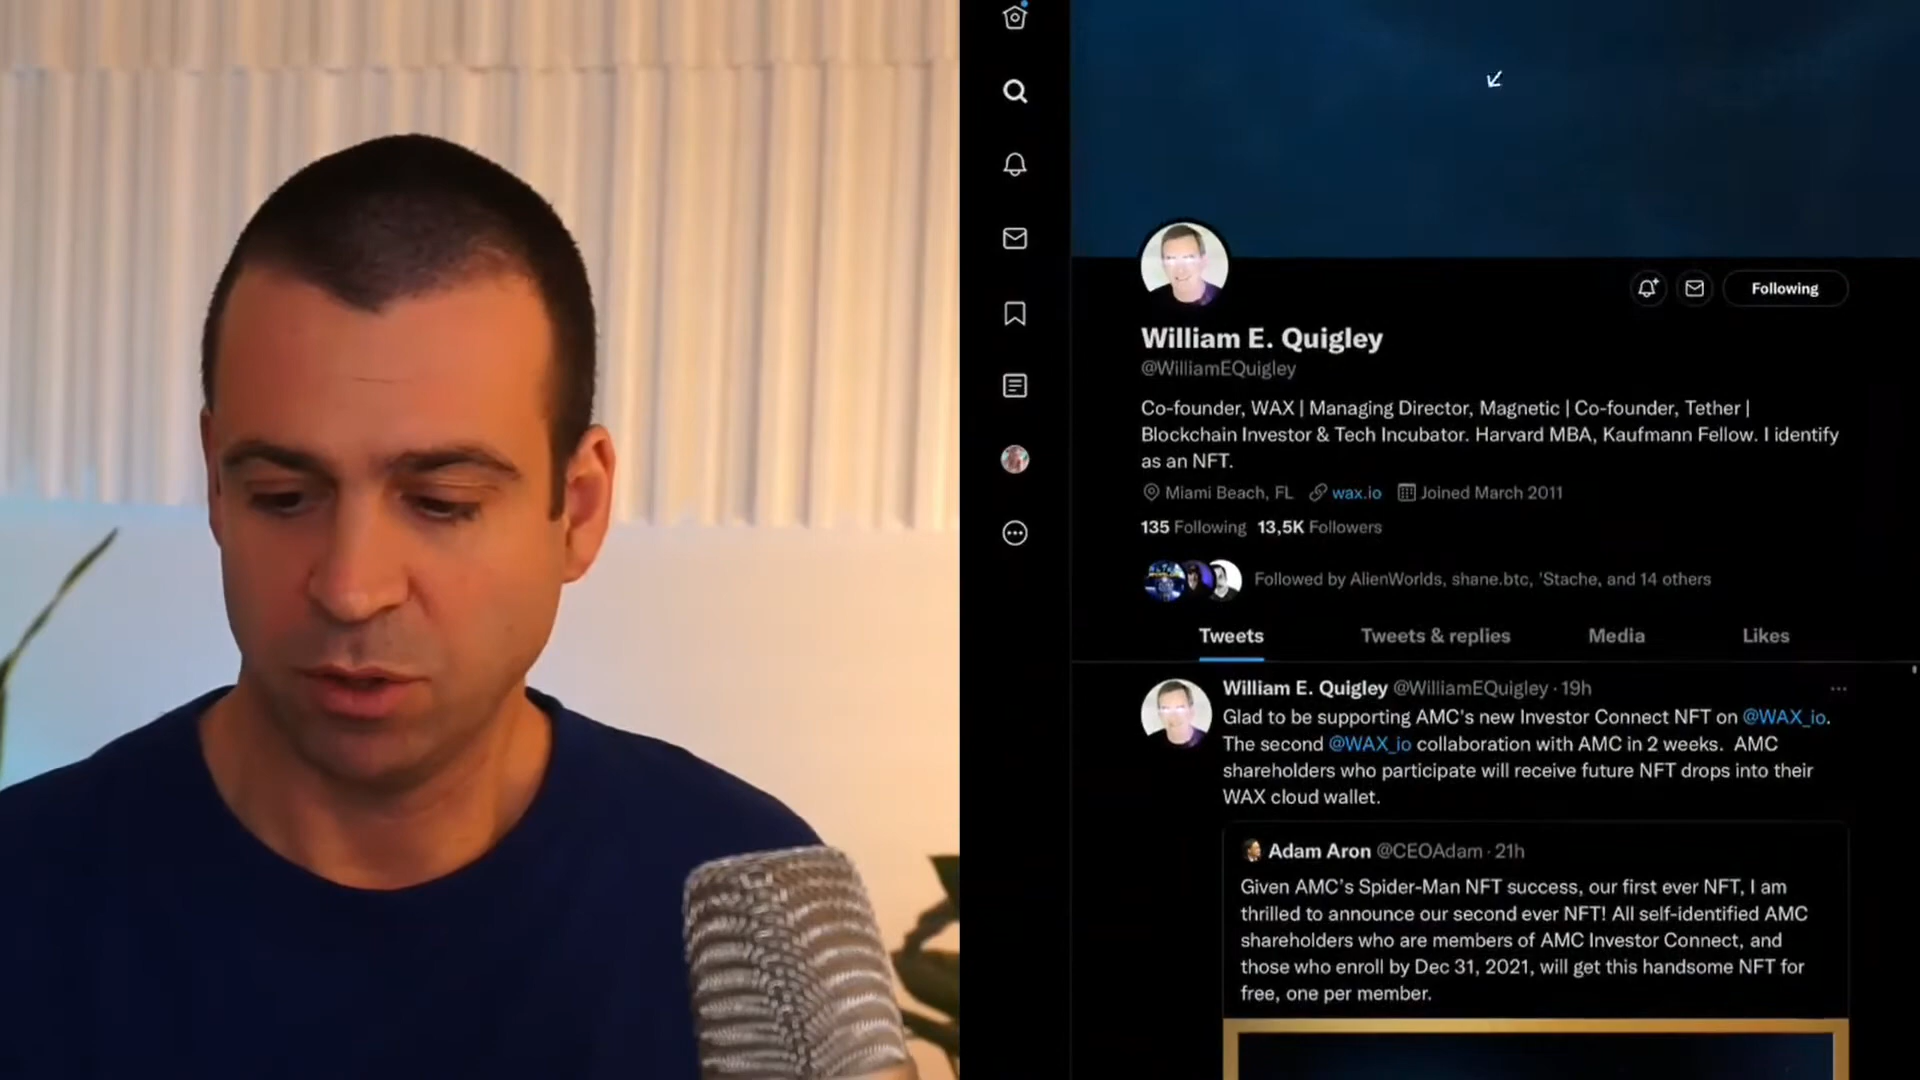 Following
William E. Quigley
@WilliamEQuigley
Co-founder, WAX | Managing Director, Magnetic | Co-founder, Tether |
Blockchain Investor & Tech Incubator. Harvard MBA, Kaufmann Fellow. I identify
as an NFT.
Miami Beach, FL wax.io Joined March 2011
135 Following 13,5K Followers
Followed by AlienWorlds, shane.btc, 'Stache, and 14 others
Tweets Tweets & replies Media Likes
William E. Quigley @WilliamEQuigley · 19h
Glad to be supporting AMC's new Investor Connect NFT on @WAX_io.
The second @WAX_io collaboration with AMC in 2 weeks. AMC
shareholders who participate will receive future NFT drops into their
WAX cloud wallet.
Adam Aron @CEOAdam · 21h
Given AMC's Spider-Man NFT success, our first ever NFT, I am
thrilled to announce our second ever NFT! All self-identified AMC
shareholders who are members of AMC Investor Connect, and
those who enroll by Dec 31, 2021, will get this handsome NFT for
free, one per member.